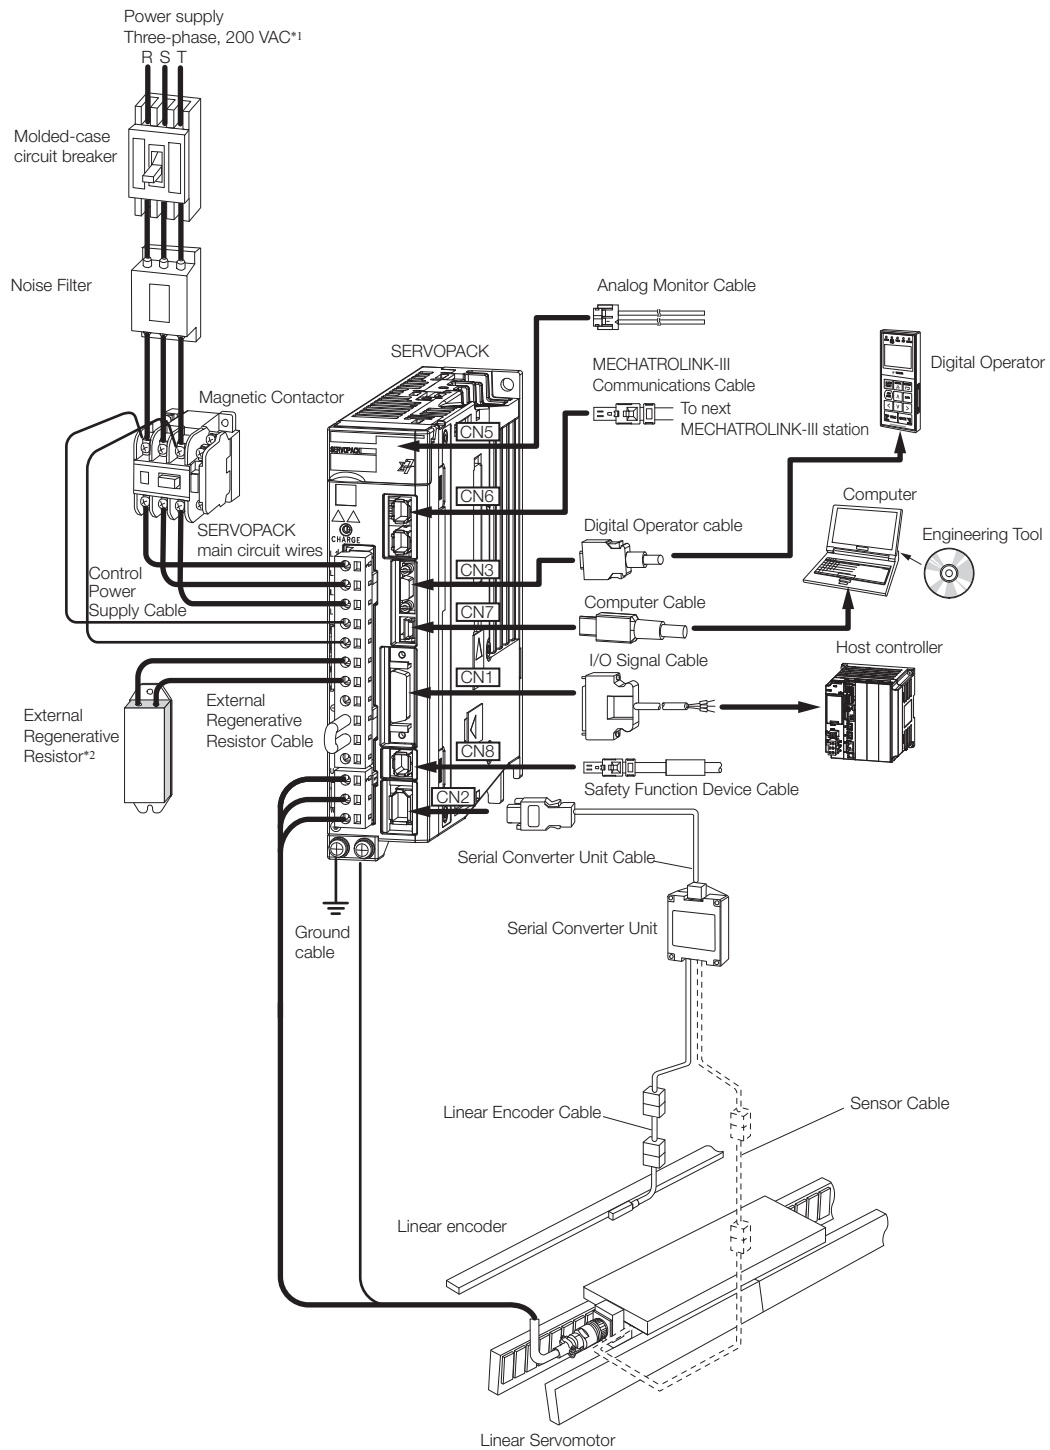 Power supply
Three-phase, 200 VAC*1
R S T
Molded-case
circuit breaker
Noise Filter
Analog Monitor Cable
SERVOPACK
MECHATROLINK-III
Communications Cable
Digital Operator
Magnetic Contactor
To next
MECHATROLINK-III station
CN5
SERVOPACK
CN6
Computer
SERVOPACK
main circuit wires
CHARGE
Digital Operator cable
Engineering Tool
CN3
Control
Power
Supply Cable
CN7
Computer Cable
Host controller
I/O Signal Cable
CN1
External
Regenerative
Resistor*2
External
Regenerative
Resistor Cable
CN8
Safety Function Device Cable
CN2
Serial Converter Unit Cable
Serial Converter Unit
Ground
cable
Linear Encoder Cable
Sensor Cable
Linear encoder
Linear Servomotor